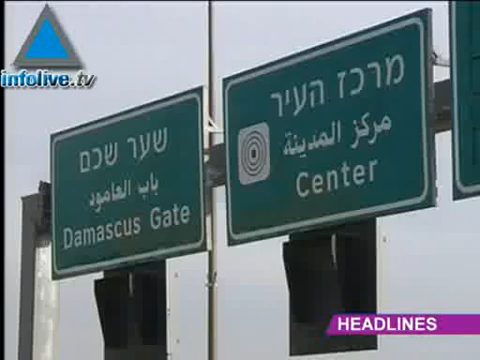 infolive.tv
שער שכם
باب العامود
Damascus Gate
מרכז העיר
مركز المدينة
Center
HEADLINES